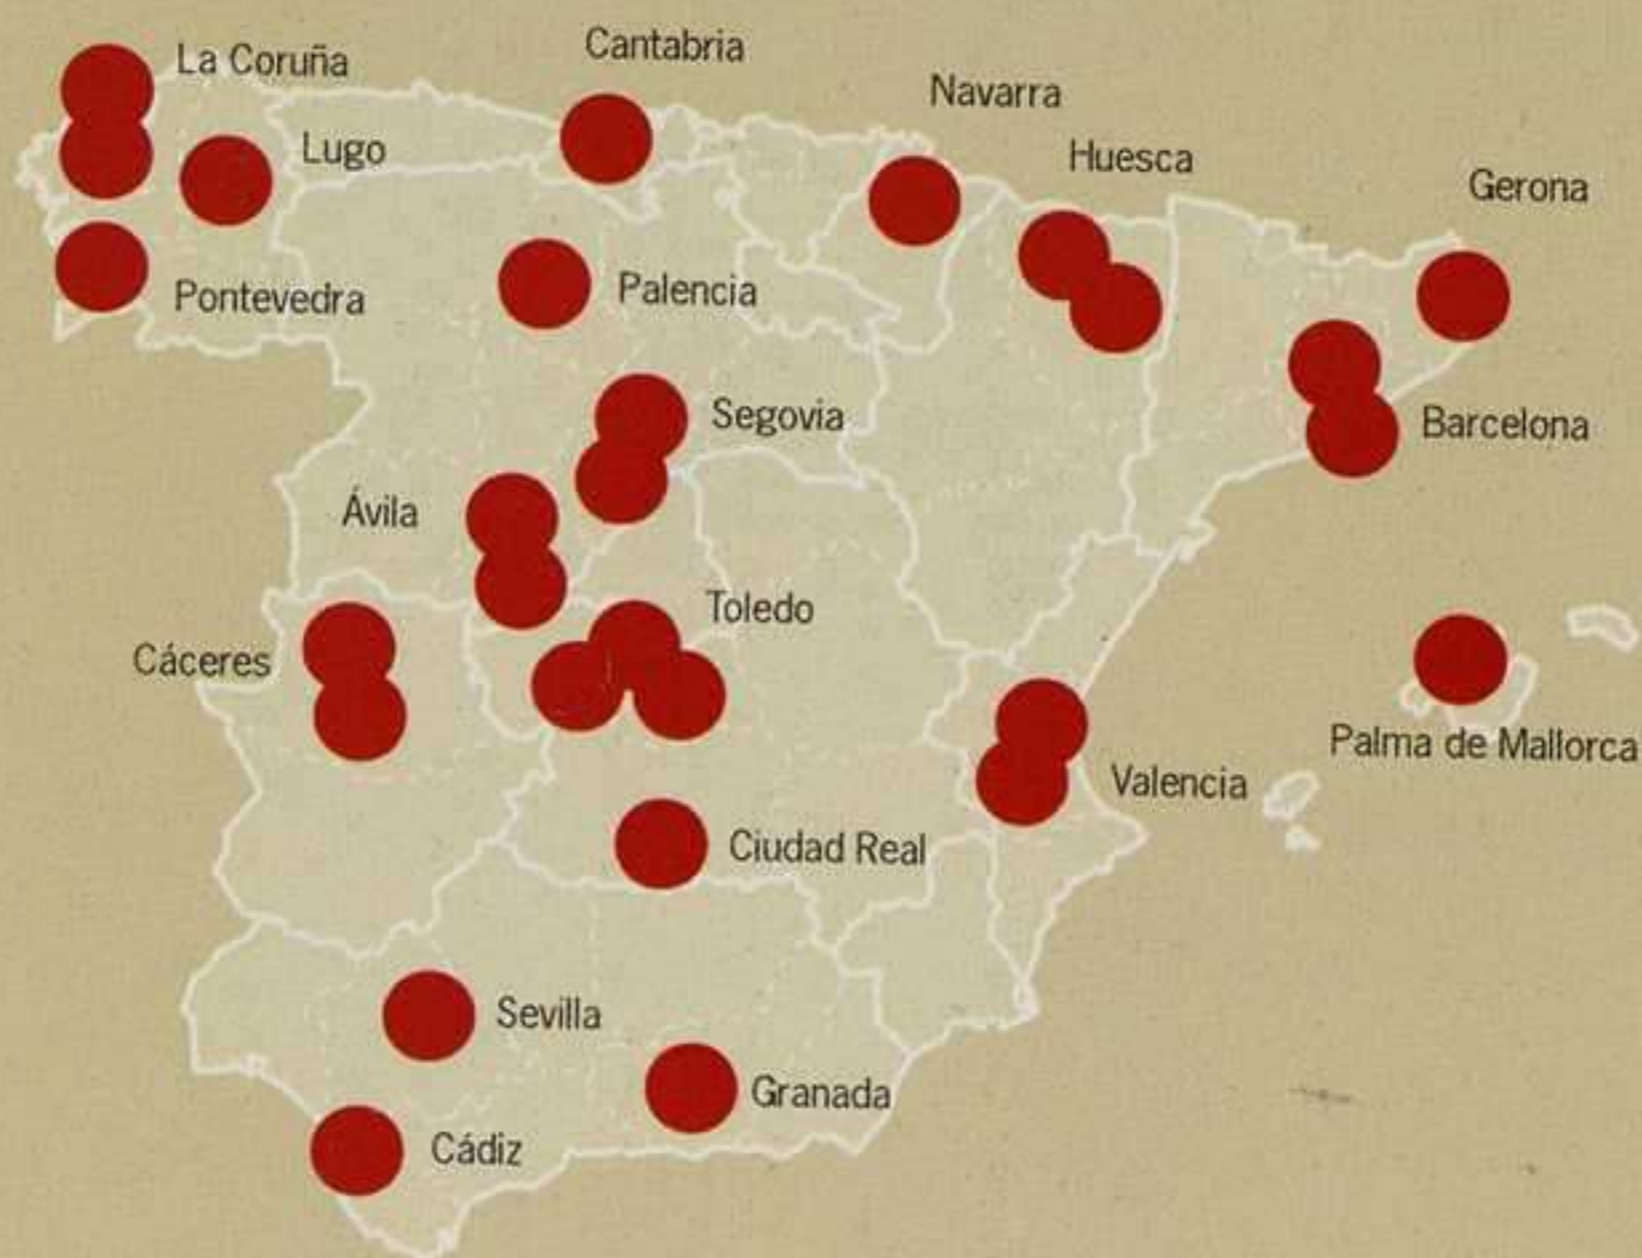 La Coruña
Cantabria
Navarra
Lugo
Huesca
Gerona
Pontevedra
Palencia
Segovia
Barcelona
Ávila
Toledo
Cáceres
Palma de Mallorca
Valencia
Ciudad Real
Sevilla
Granada
Cádiz